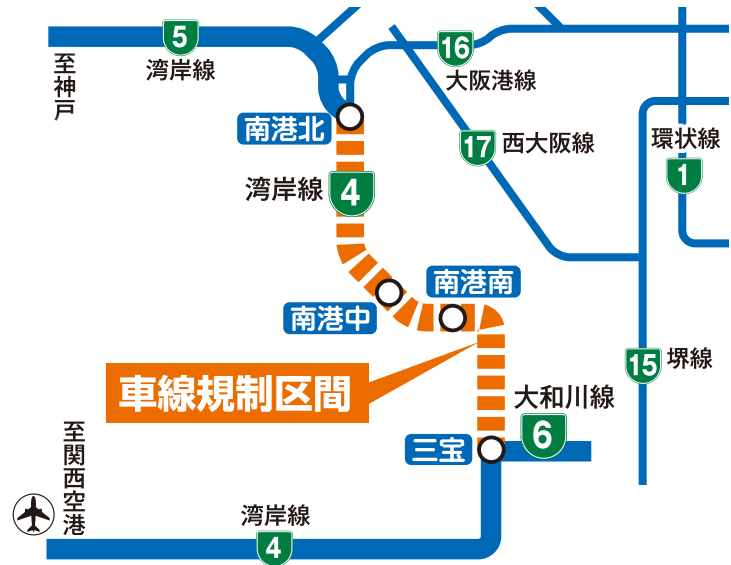 5
湾岸線
至神戸
16
大阪港線
南港北
17
西大阪線
環状線
1
湾岸線
4
南港南
南港中
車線規制区間
15
堺線
大和川線
6
三宝
至関西空港
湾岸線
4